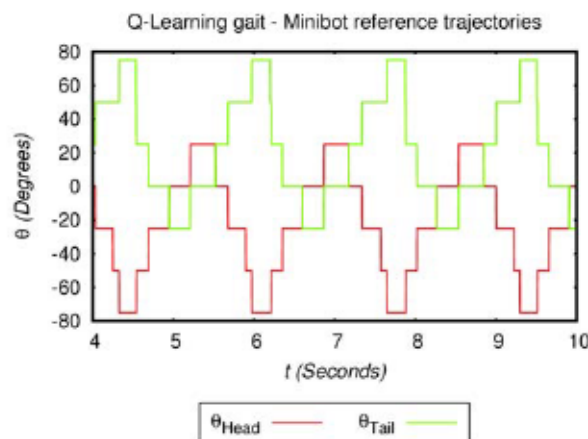 Q-Learning gait - Minibot reference trajectories
80
60
40
20
0
-20
-40
-60
-80
θ (Degrees)
4 5 6 7 8 9 10
t (Seconds)
θHead θTail